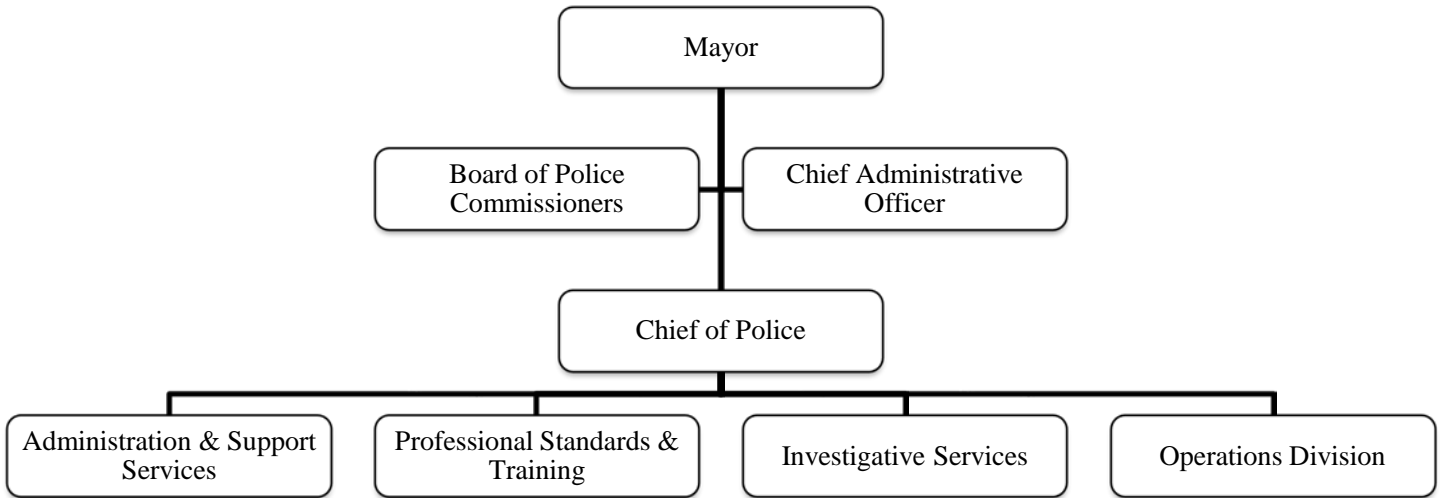 Mayor
Board of Police
Commissioners
Chief Administrative
Officer
Chief of Police
Administration & Support
Services
Professional Standards &
Training
Investigative Services
Operations Division